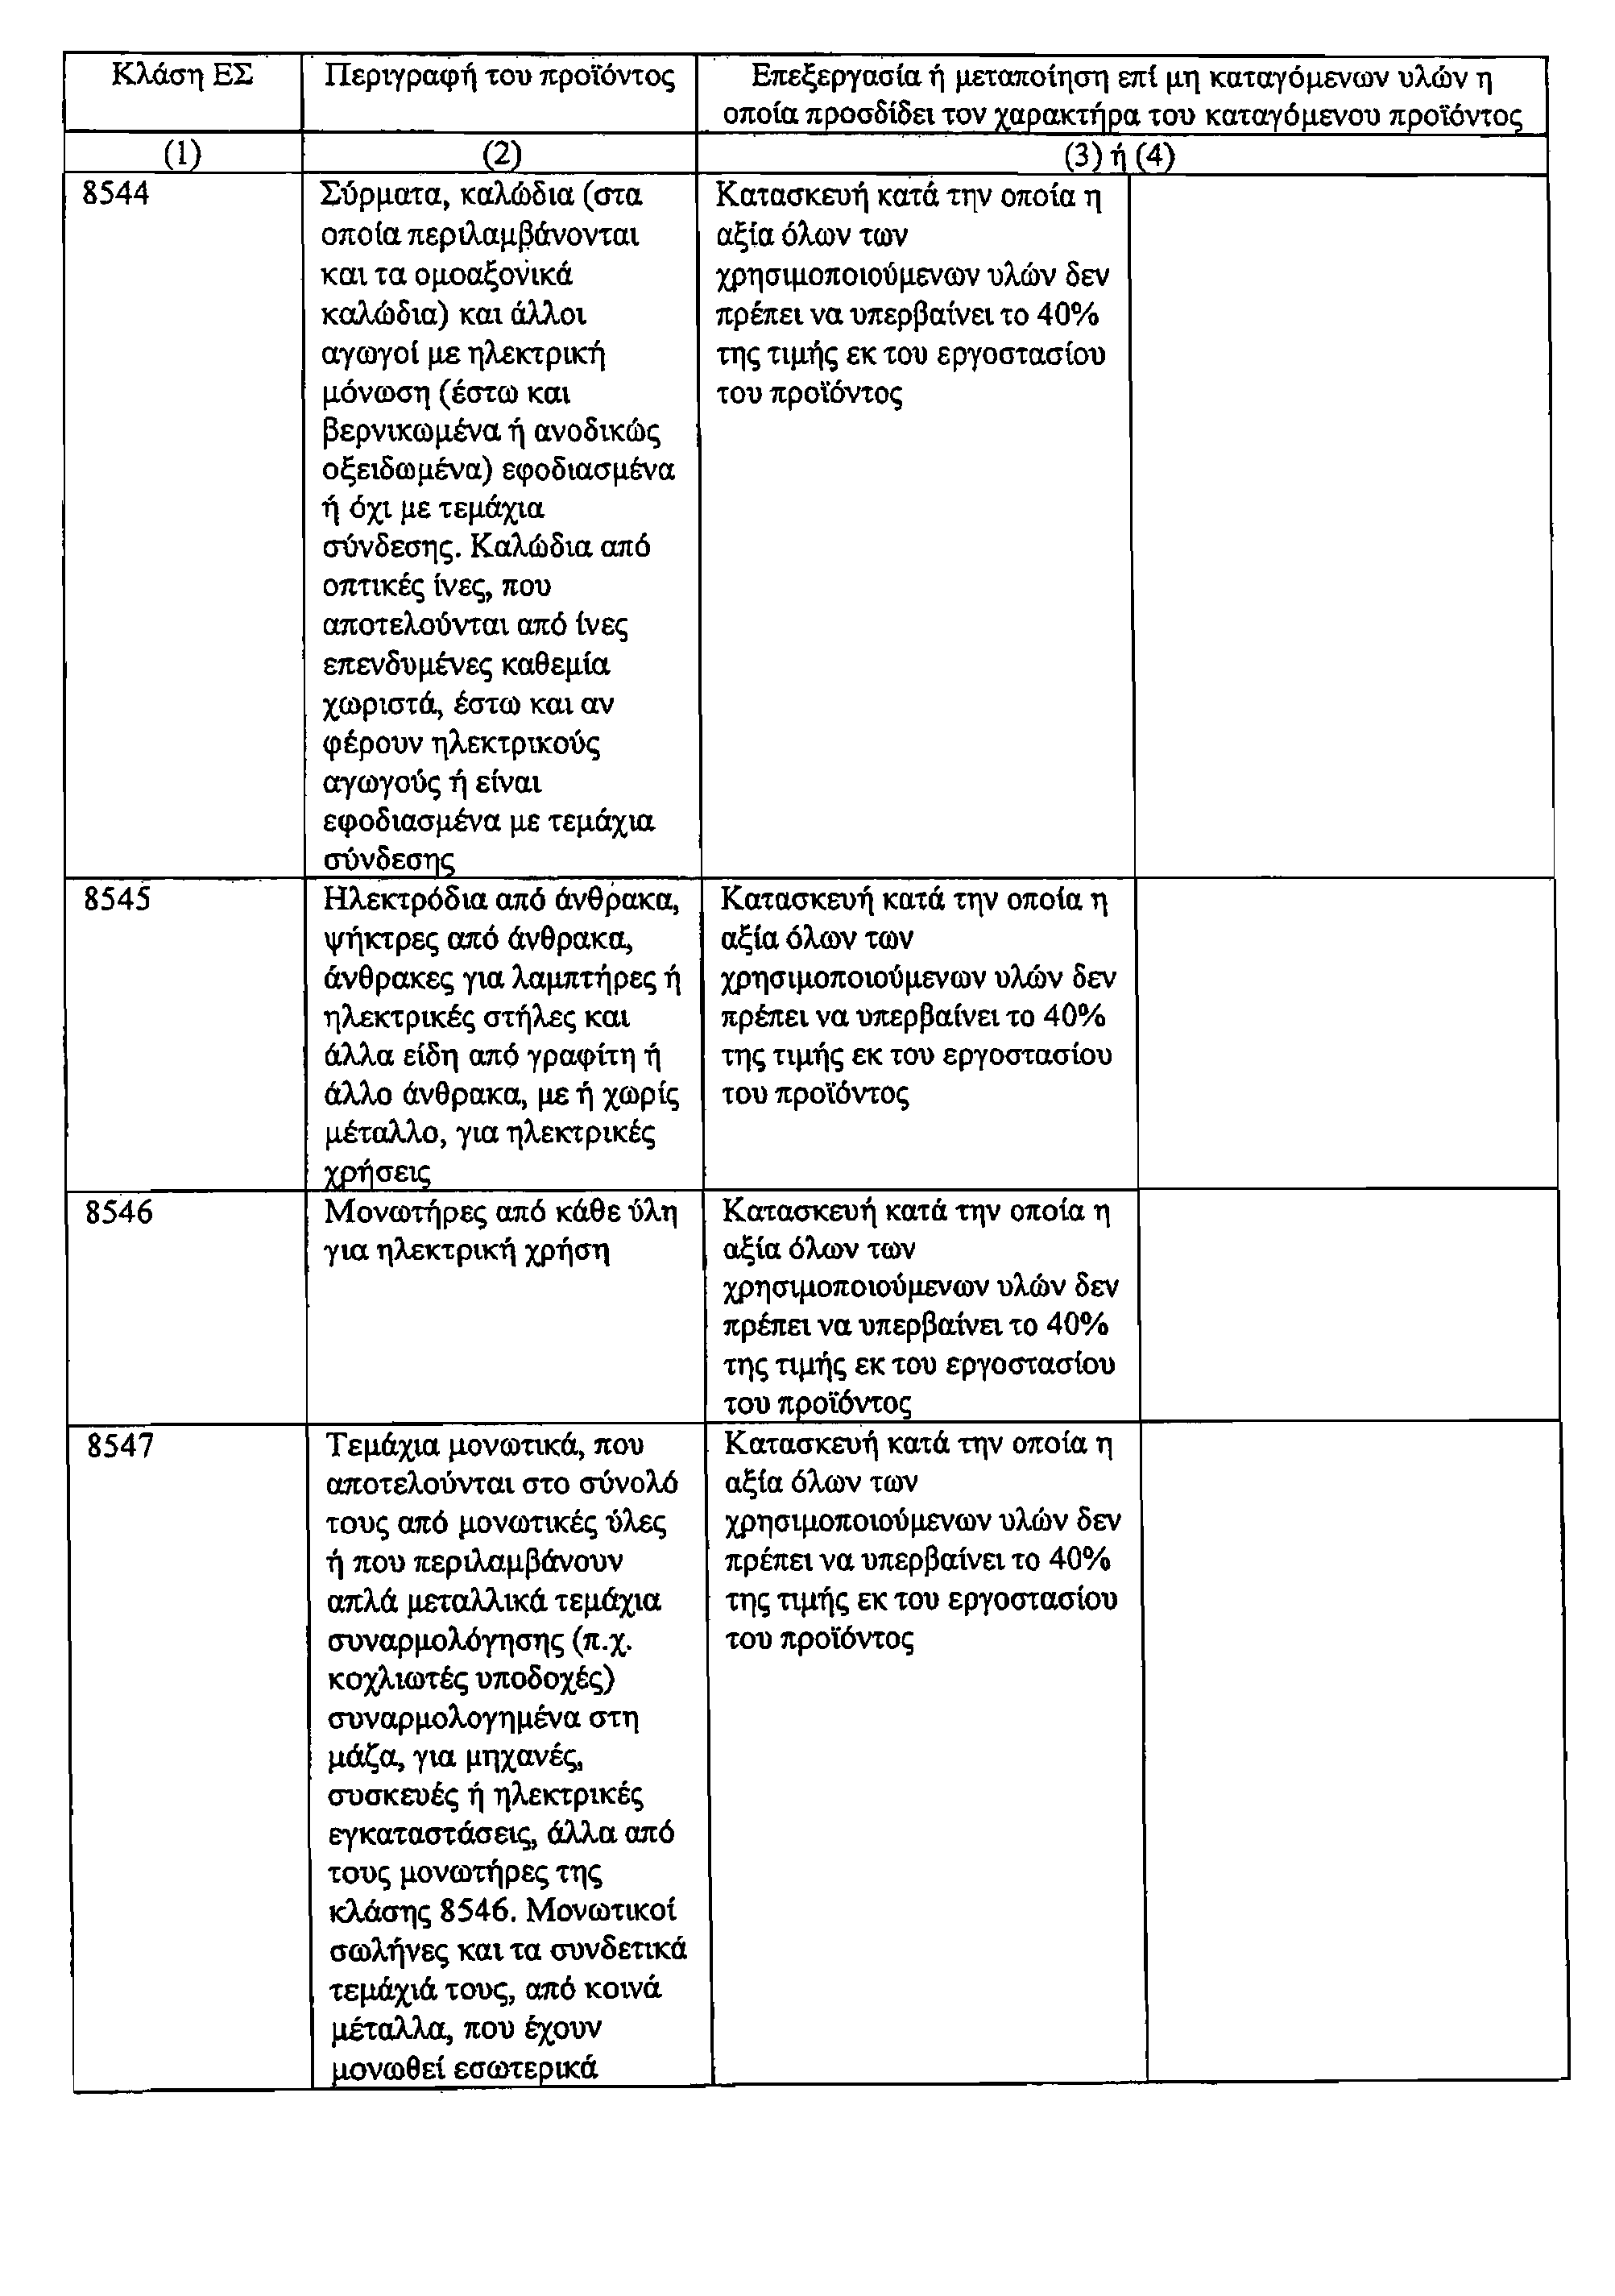 Κλάση ΕΣ
Περιγραφή του προϊόντος
Επεξεργασία ή μεταποίηση επί μη καταγόμενων υλών η
οποία προσδίδει τον χαρακτήρα του καταγόμενου προϊόντος
(1)
(2)
(3) ή (4)
8544
Σύρματα, καλώδια (στα
οποία περιλαμβάνονται
και τα ομοαξονικά
καλώδια) και άλλοι
αγωγοί με ηλεκτρική
μόνωση (έστω και
βερνικωμένα ή ανοδικώς
οξειδωμένα) εφοδιασμένα
ή όχι με τεμάχια
σύνδεσης. Καλώδια από
οπτικές ίνες, που
αποτελούνται από ίνες
επενδυμένες καθεμία
χωριστά, έστω και αν
φέρουν ηλεκτρικούς
αγωγούς ή είναι
εφοδιασμένα με τεμάχια
σύνδεσης
Κατασκευή κατά την οποία η
αξία όλων των
χρησιμοποιούμενων υλών δεν
πρέπει να υπερβαίνει το 40%
της τιμής εκ του εργοστασίου
του προϊόντος
8545
Ηλεκτρόδια από άνθρακα,
ψήκτρες από άνθρακα,
άνθρακες για λαμπτήρες ή
ηλεκτρικές στήλες και
άλλα είδη από γραφίτη ή
άλλο άνθρακα, με ή χωρίς
μέταλλο, για ηλεκτρικές
χρήσεις
Κατασκευή κατά την οποία η
αξία όλων των
χρησιμοποιούμενων υλών δεν
πρέπει να υπερβαίνει το 40%
της τιμής εκ του εργοστασίου
του προϊόντος
8546
Μονωτήρες από κάθε ύλη
για ηλεκτρική χρήση
Κατασκευή κατά την οποία η
αξία όλων των
χρησιμοποιούμενων υλών δεν
πρέπει να υπερβαίνει το 40%
της τιμής εκ του εργοστασίου
του προϊόντος
8547
Τεμάχια μονωτικά, που
αποτελούνται στο σύνολό
τους από μονωτικές ύλες
ή που περιλαμβάνουν
απλά μεταλλικά τεμάχια
συναρμολόγησης (π.χ.
κοχλιωτές υποδοχές)
συναρμολογημένα στη
μάζα, για μηχανές,
συσκευές ή ηλεκτρικές
εγκαταστάσεις, άλλα από
τους μονωτήρες της
κλάσης 8546. Μονωτικοί
σωλήνες και τα συνδετικά
τεμάχιά τους, από κοινά
μέταλλα, που έχουν
μονωθεί εσωτερικά
Κατασκευή κατά την οποία η
αξία όλων των
χρησιμοποιούμενων υλών δεν
πρέπει να υπερβαίνει το 40%
της τιμής εκ του εργοστασίου
του προϊόντος